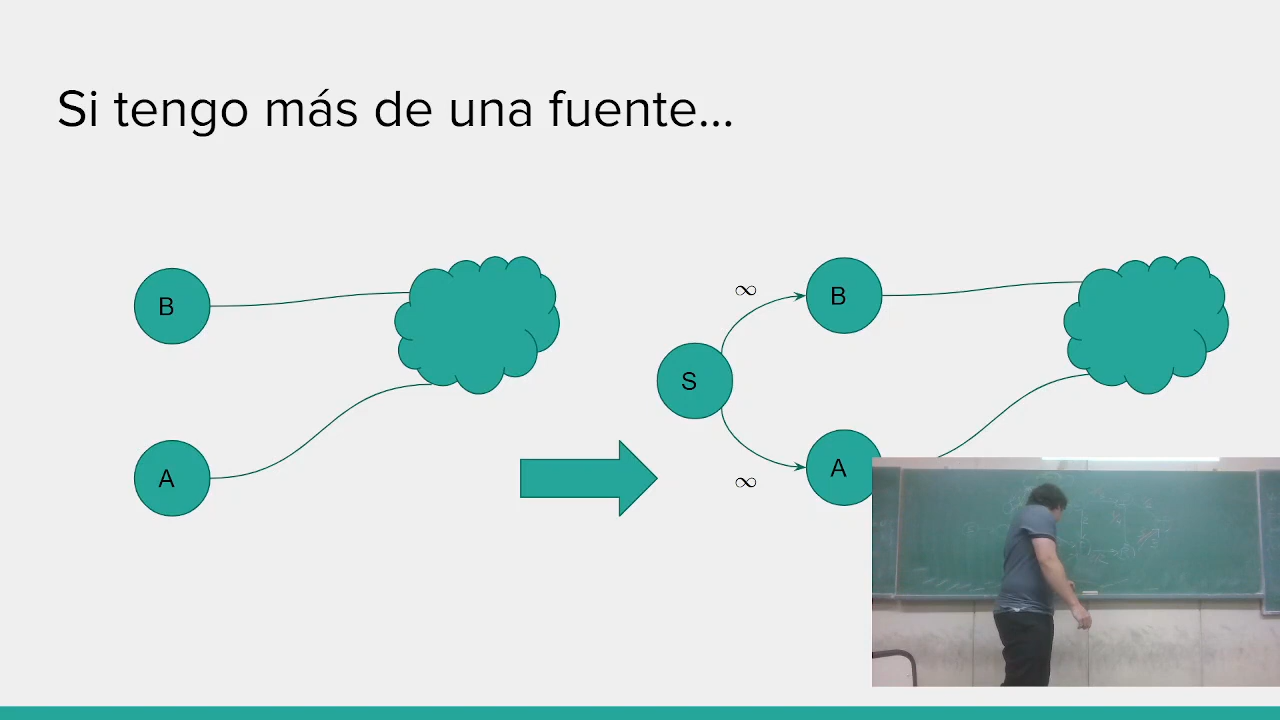 Si tengo más de una fuente...
B
A
∞
B
S
A
∞